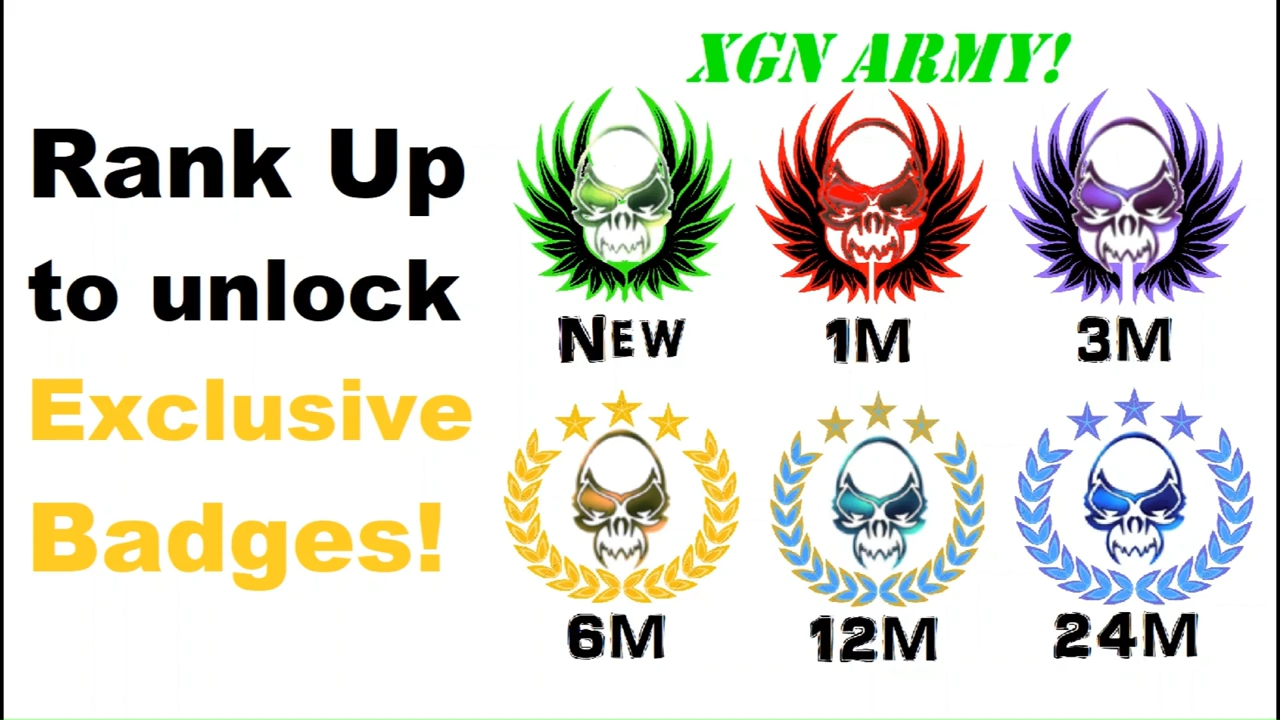 Rank Up
to unlock
Exclusive
Badges!
XGN ARMY!
NEW
1M
3M
6M
12M
24M